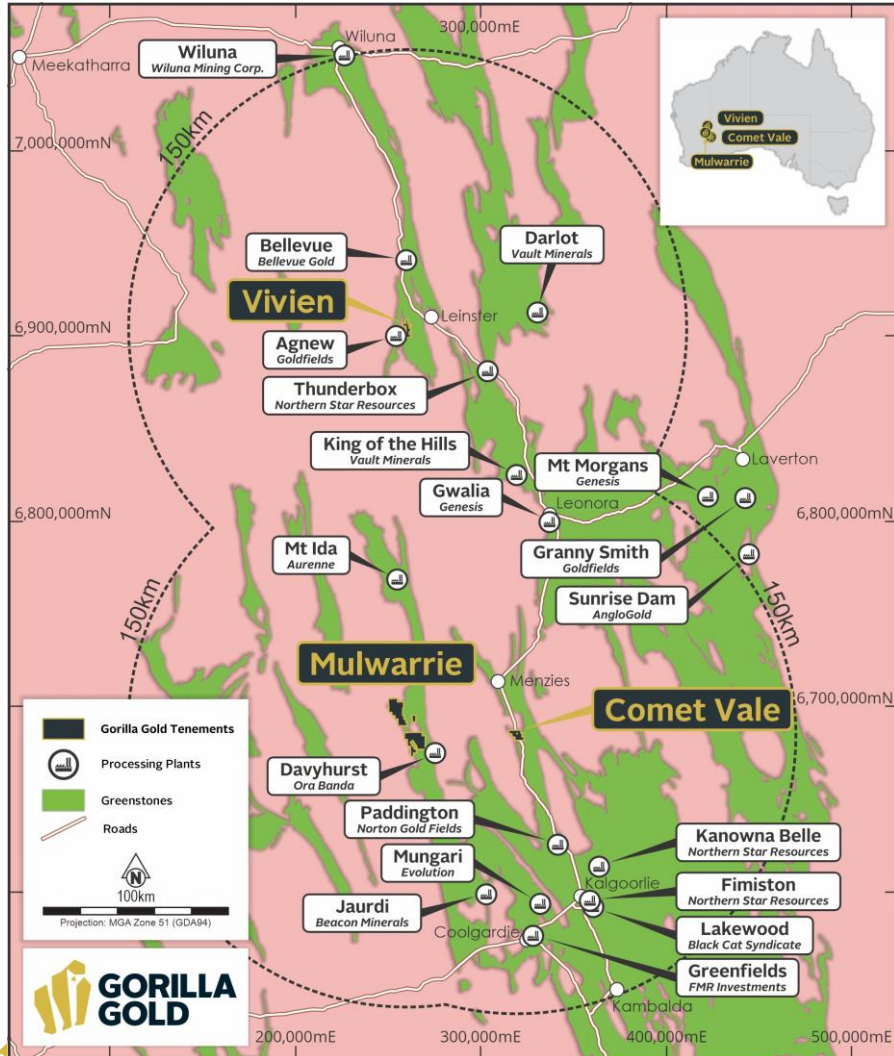 Wiluna
300,000mE
Meekatharra
Wiluna
Wiluna Mining Corp.
Vivien
Comet Vale
Mulwarrie
150km
7,000,000mN
Bellevue
Bellevue Gold
Darlot
Vault Minerals
Vivien
Leinster
6,900,000mN
Agnew
Goldfields
Thunderbox
Northern Star Resources
King of the Hills
Vault Minerals
Mt Morgans
Genesis
Laverton
Gwalia
Genesis
Leonora
6,800,000mN
6,800,000mN
Mt Ida
Aurenne
Granny Smith
Goldfields
Sunrise Dam
AngloGold
150km
150km
Mulwarrie
Menzies
Comet Vale
6,700,000mN
Gorilla Gold Tenements
Processing Plants
Greenstones
Roads
N
100km
Projection: MGA Zone 51 (GDA94)
Davyhurst
Ora Banda
Paddington
Norton Gold Fields
Kanowna Belle
Northern Star Resources
Mungari
Evolution
Kalgoorlie
Fimiston
Northern Star Resources
Jaurdi
Beacon Minerals
Lakewood
Black Cat Syndicate
Coolgardie
Greenfields
FMR Investments
Kambalda
GORILLA
GOLD
200,000mE
300,000mE
400,000mE
500,000mE